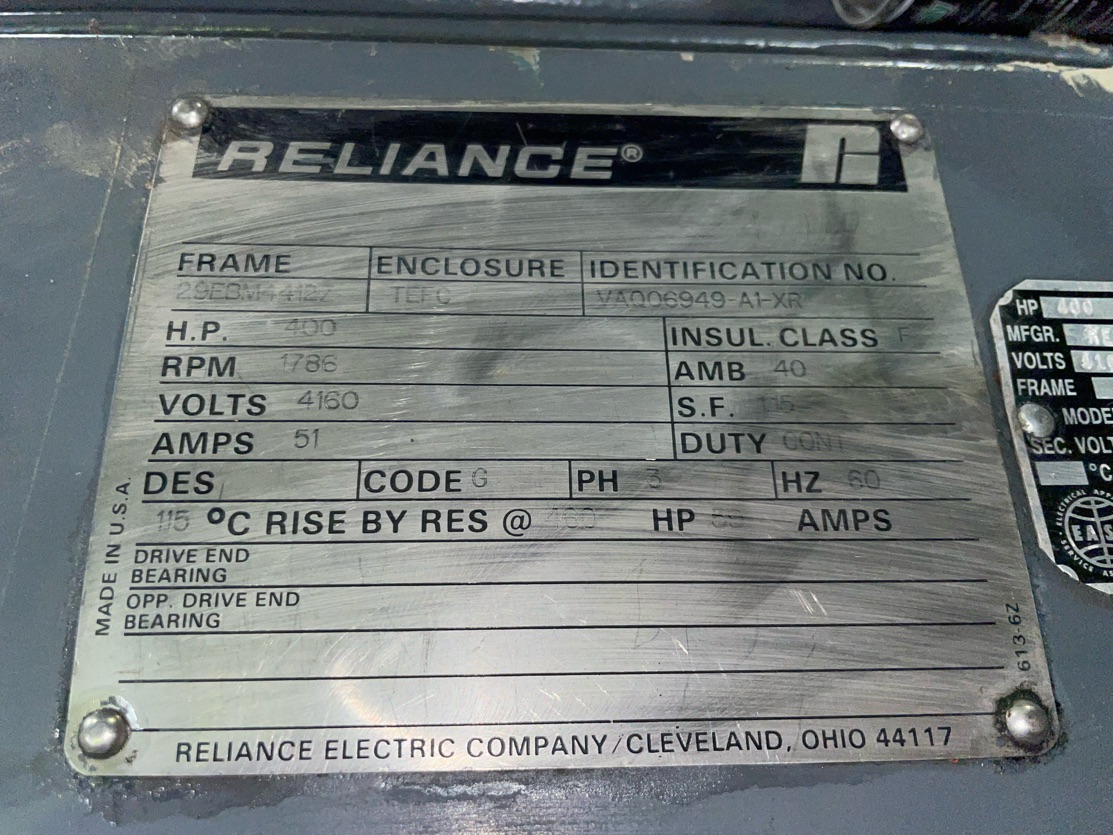 RELIANCE®
FRAME ENCLOSURE IDENTIFICATION NO.
TEFC VAQ06949-A1-XR
H.P. 400 INSUL. CLASS F
RPM 1786 AMB 40
VOLTS 4160 S.F.
AMPS 51 DUTY CONT
DES CODE G PH 3 HZ 60
115 °C RISE BY RES @ 460 HP AMPS
DRIVE END
BEARING
OPP. DRIVE END
BEARING
MADE IN U.S.A.
613-6Z
RELIANCE ELECTRIC COMPANY/CLEVELAND, OHIO 44117
HP 400
MFGR.
VOLTS
FRAME
SEC.
°C